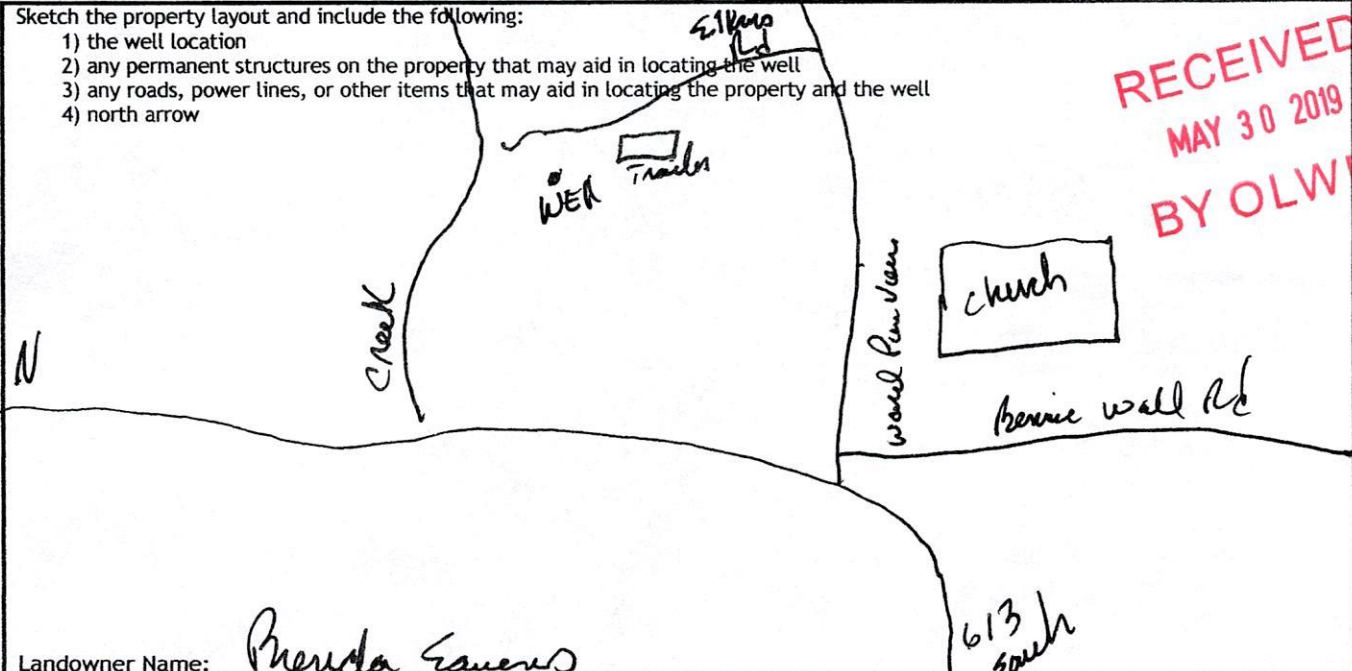 Sketch the property layout and include the following:
1) the well location
2) any permanent structures on the property that may aid in locating the well
3) any roads, power lines, or other items that may aid in locating the property and the well
4) north arrow
RECEIVED
MAY 30 2019
BY OLW
Rd
Well
Trailer
Creek
N
church
Bennie Wall Rd
613
South
Landowner Name: Brenda